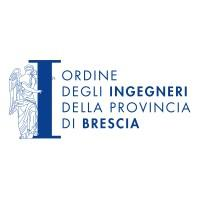 ORDINE
DEGLI INGEGNERI
DELLA PROVINCIA
DI BRESCIA